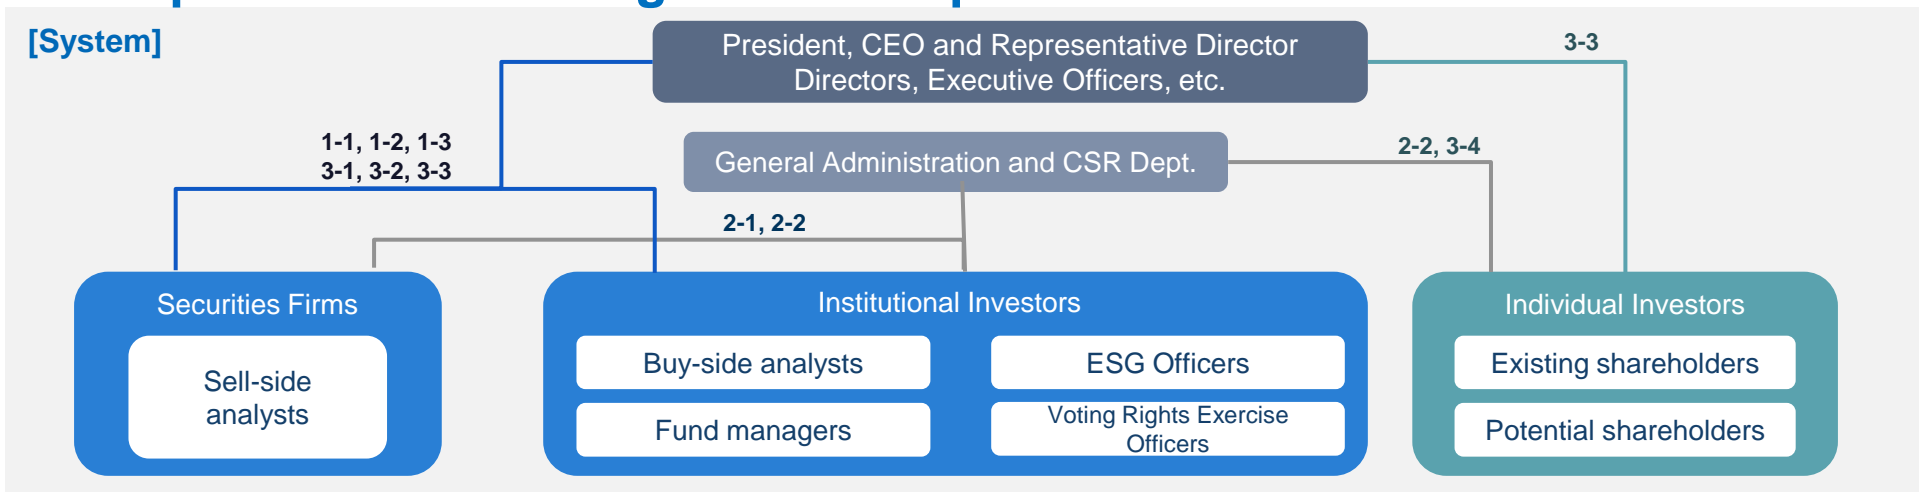 [System]
President, CEO and Representative Director
Directors, Executive Officers, etc.
3-3
1-1, 1-2, 1-3
3-1, 3-2, 3-3
General Administration and CSR Dept.
2-2, 3-4
2-1, 2-2
Securities Firms
Institutional Investors
Individual Investors
Sell-side
analysts
Buy-side analysts
ESG Officers
Existing shareholders
Fund managers
Voting Rights Exercise
Officers
Potential shareholders